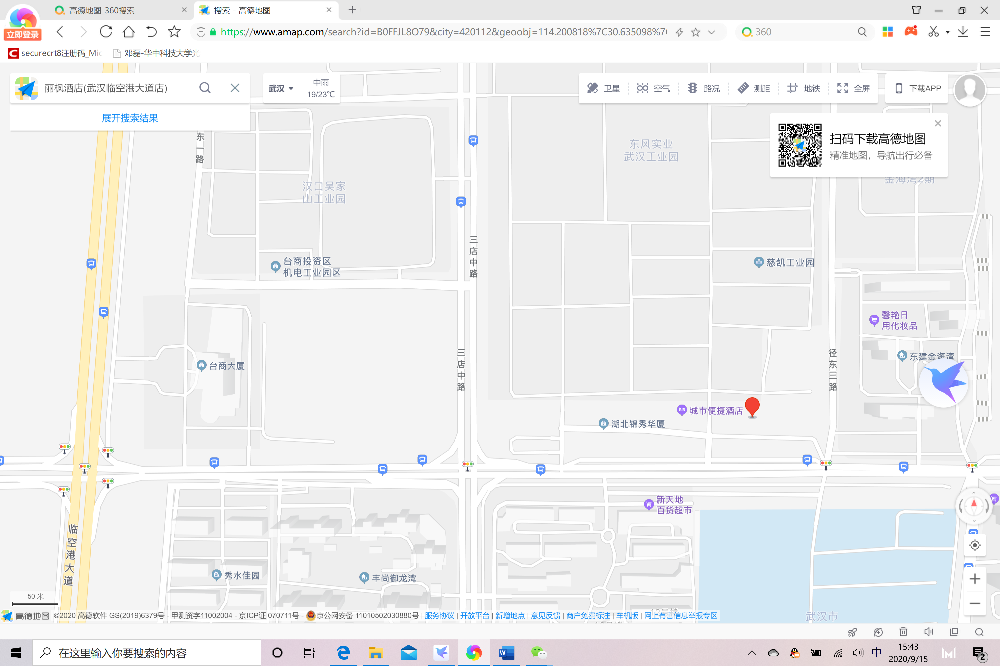 高德地图_360搜索
搜索 - 高德地图
立即登录
https://www.amap.com/search?id=B0FFJL8O79&city=420112&geoobj=114.200818%7C30.635098%7(
360
securecrt8注册码_Mic
邓磊-华中科技大学光
丽枫酒店(武汉临空港大道店)
武汉
中雨
19/23℃
卫星
空气
路况
测距
地铁
全屏
下载APP
展开搜索结果
扫码下载高德地图
精准地图，导航出行必备
东一路
东风实业
武汉工业园
金海湾2期
汉口吴家
山工业园
三店中路
台商投资区
机电工业园区
慈凯工业园
馨艳日
用化妆品
台商大厦
三店中路
径东三路
东建金海湾
城市便捷酒店
湖北锦秀华厦
新天地
百货超市
临空港大道
秀水佳园
丰尚御龙湾
武汉市
50 米
高德地图
©2020 高德软件 GS(2019)6379号 - 甲测资字11002004 - 京ICP证 070711号 - 京公网安备 11010502030880号 | 服务协议 | 开放平台 | 新增地点 | 意见反馈 | 商户免费标注 | 车机版 | 网上有害信息举报专区
在这里输入你要搜索的内容
中
15:43
2020/9/15
2